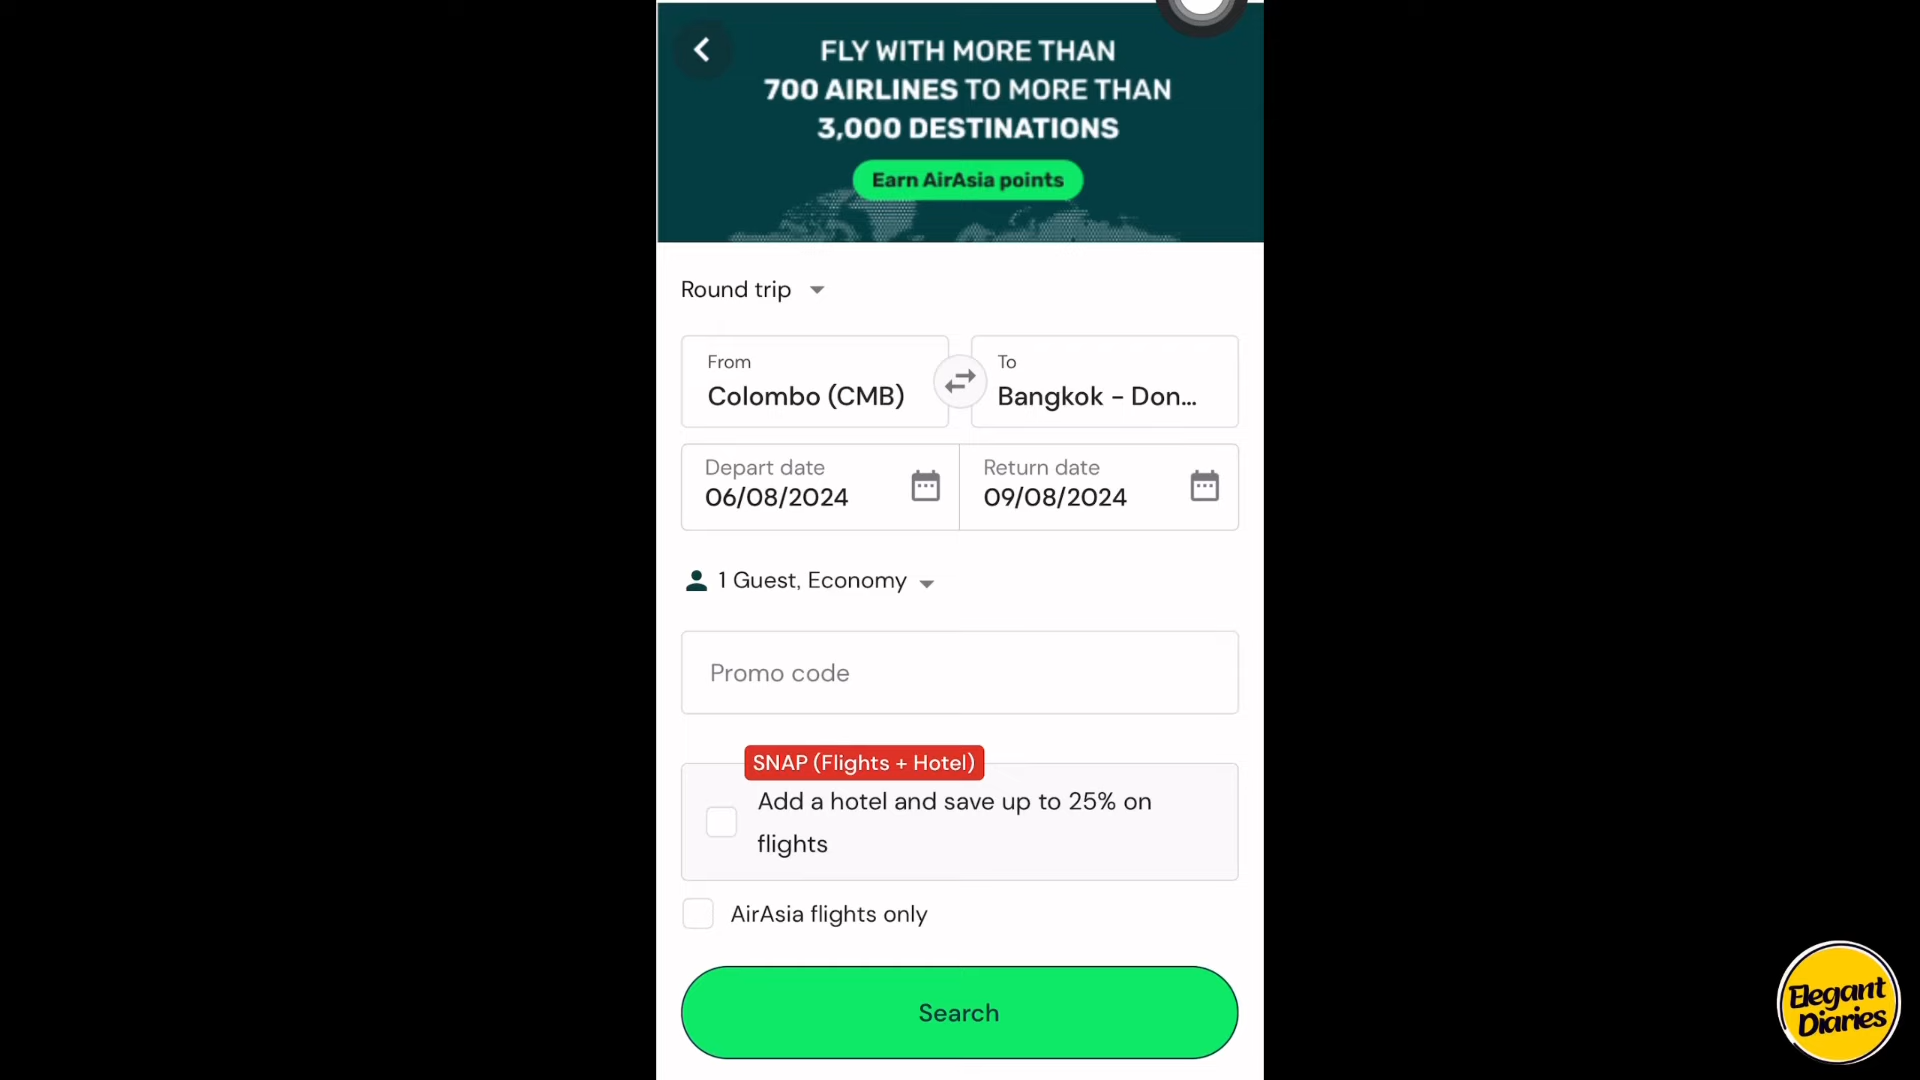 FLY WITH MORE THAN
700 AIRLINES TO MORE THAN
3,000 DESTINATIONS
Earn AirAsia points
Round trip
From
Colombo (CMB)
To
Bangkok - Don...
Depart date
06/08/2024
Return date
09/08/2024
1 Guest, Economy
Promo code
SNAP (Flights + Hotel)
Add a hotel and save up to 25% on
flights
AirAsia flights only
Search
Elegant
Diaries